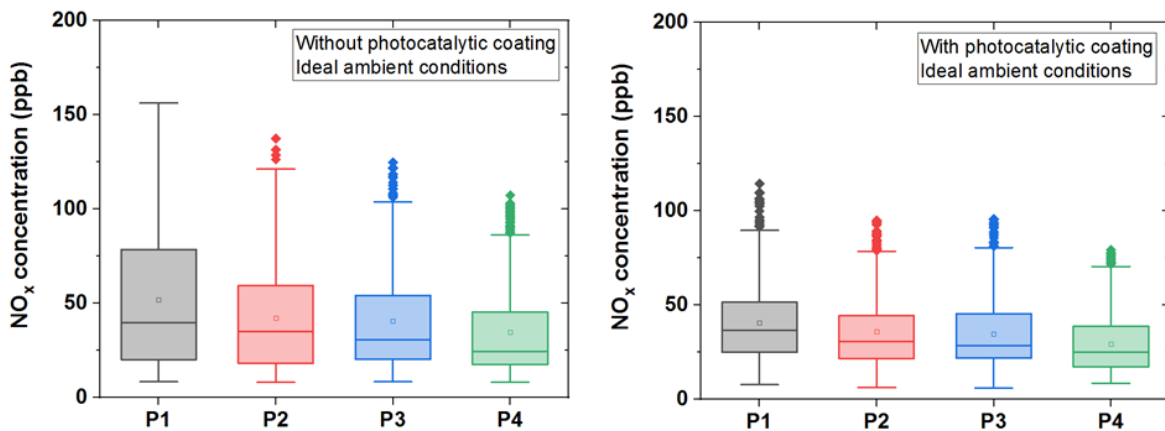 NOx concentration (ppb)
200
150
100
50
0
Without photocatalytic coating
Ideal ambient conditions
P1 P2 P3 P4
NOx concentration (ppb)
200
150
100
50
0
With photocatalytic coating
Ideal ambient conditions
P1 P2 P3 P4